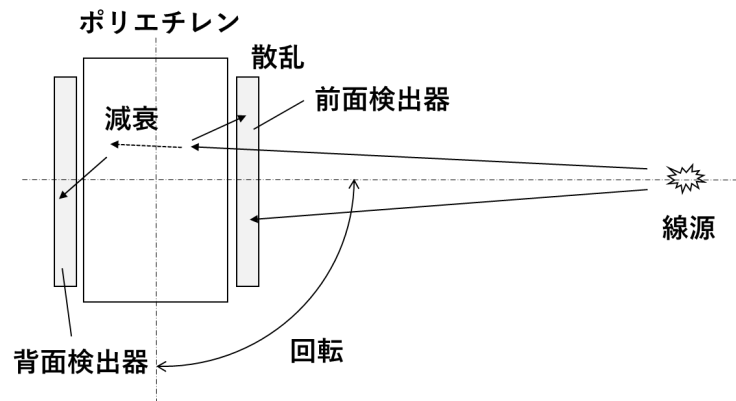 ポリエチレン
散乱
前面検出器
減衰
線源
回転
背面検出器